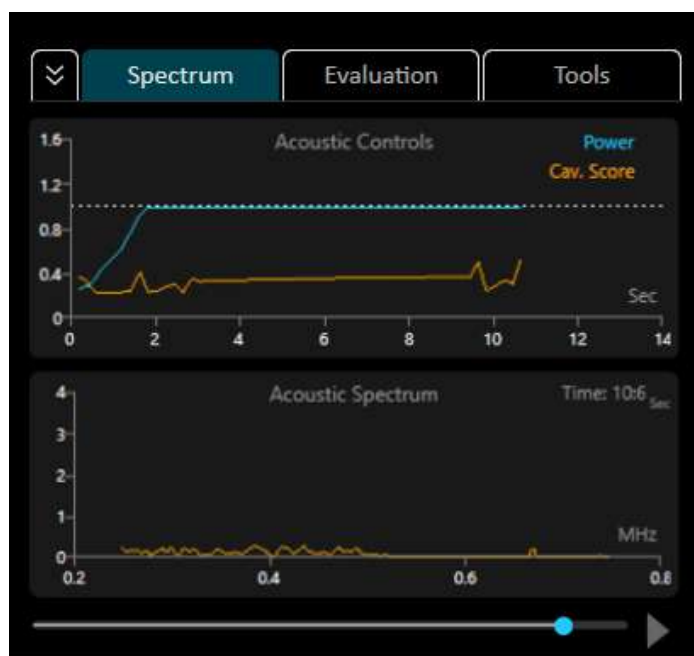 Spectrum Evaluation Tools
Acoustic Controls Power
Cav. Score
1.6
1.2
0.8
0.4
0
Sec
0 2 4 6 8 10 12 14
Acoustic Spectrum Time: 10:6 Sec
4
3
2
1
0
MHz
0.2 0.4 0.6 0.8